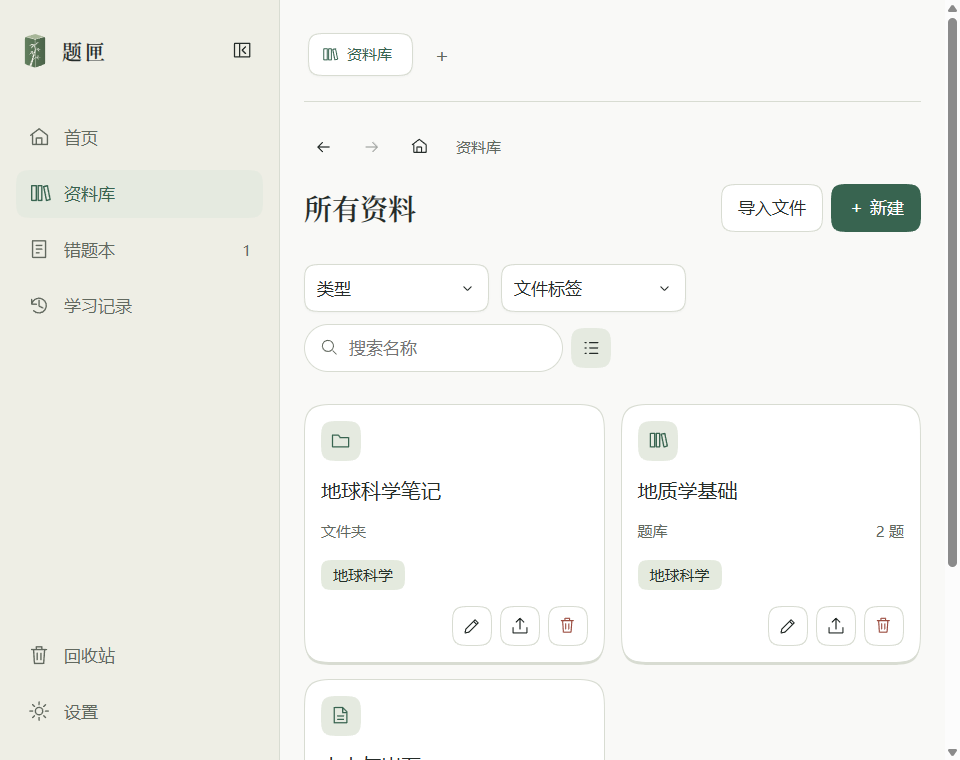 题匣
首页
资料库
错题本 1
学习记录
回收站
设置
资料库 +
资料库
所有资料
导入文件
+ 新建
类型
文件标签
搜索名称
地球科学笔记
文件夹
地球科学
地质学基础
题库 2 题
地球科学